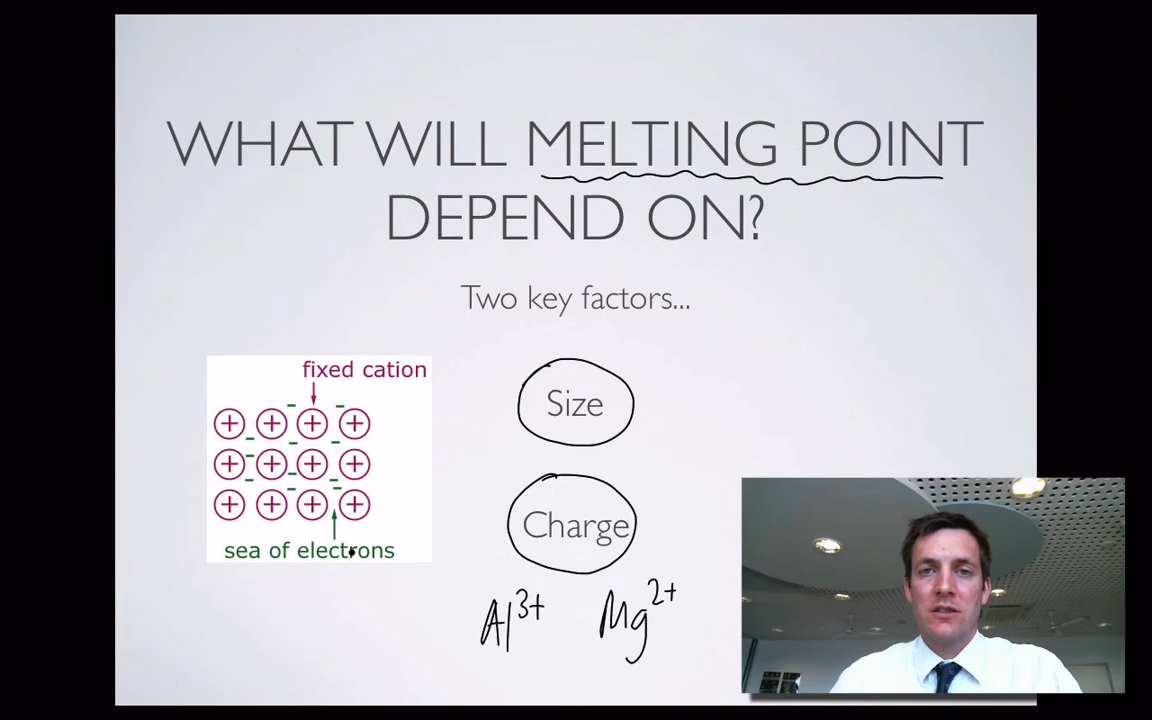 WHAT WILL MELTING POINT
DEPEND ON?
Two key factors...
fixed cation
sea of electrons
Size
Charge
Al³⁺ Mg²⁺